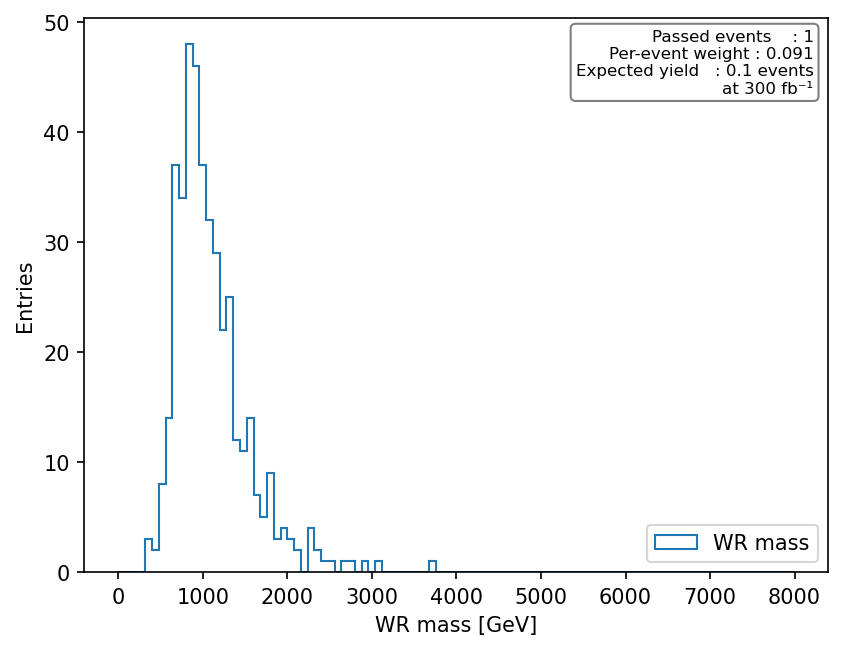 50
40
30
20
10
0
Entries
Passed events    : 1
Per-event weight : 0.091
Expected yield   : 0.1 events
at 300 fb⁻¹
WR mass
0 1000 2000 3000 4000 5000 6000 7000 8000
WR mass [GeV]